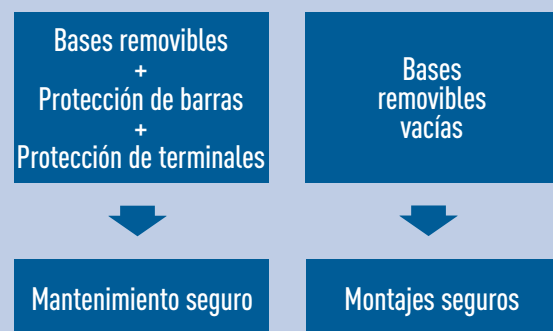 Bases removibles
+
Protección de barras
+
Protección de terminales
Bases
removibles
vacías
Mantenimiento seguro
Montajes seguros